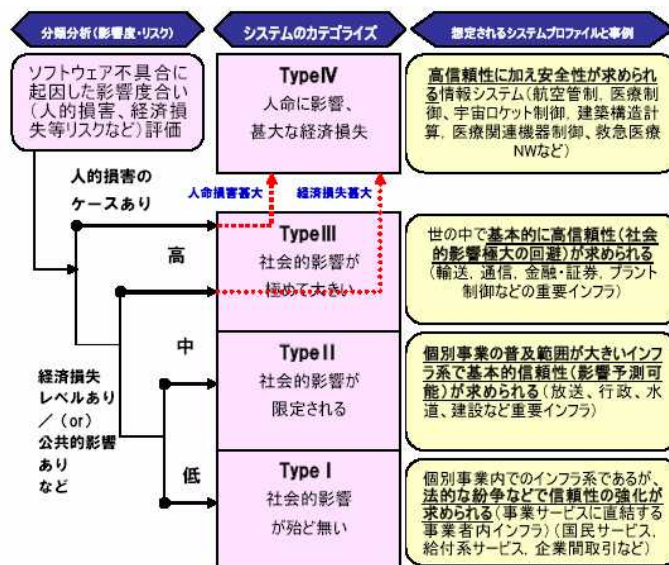 分類分析(影響度・リスク)
システムのカテゴライズ
想定されるシステムプロファイルと事例
ソフトウェア不具合に
起因した影響度合い
(人的損害、経済損
失等リスクなど)評価
TypeⅣ
人命に影響、
甚大な経済損失
高信頼性に加え安全性が求められ
る情報システム(航空管制, 医療制
御、宇宙ロケット制御, 建築構造計
算, 医療関連機器制御、救急医療
NWなど)
人的損害の
ケースあり
人命損害甚大
経済損失甚大
高
TypeⅢ
社会的影響が
極めて大きい
世の中で基本的に高信頼性(社会
的影響極大の回避)が求められる
(輸送、通信、金融・証券, プラント
制御などの重要インフラ)
中
TypeⅡ
社会的影響が
限定される
個別事業の普及範囲が大きいインフ
ラ系で基本的信頼性(影響予測可
能)が求められる(放送、行政、水
道、建設など重要インフラ)
経済損失
レベルあり
/(or)
公共的影響
あり
など
低
TypeⅠ
社会的影響
が殆ど無い
個別事業内でのインフラ系であるが、
法的な紛争などで信頼性の強化が
求められる(事業サービスに直結する
事業者内インフラ)(国民サービス,
給付系サービス, 企業間取引など)